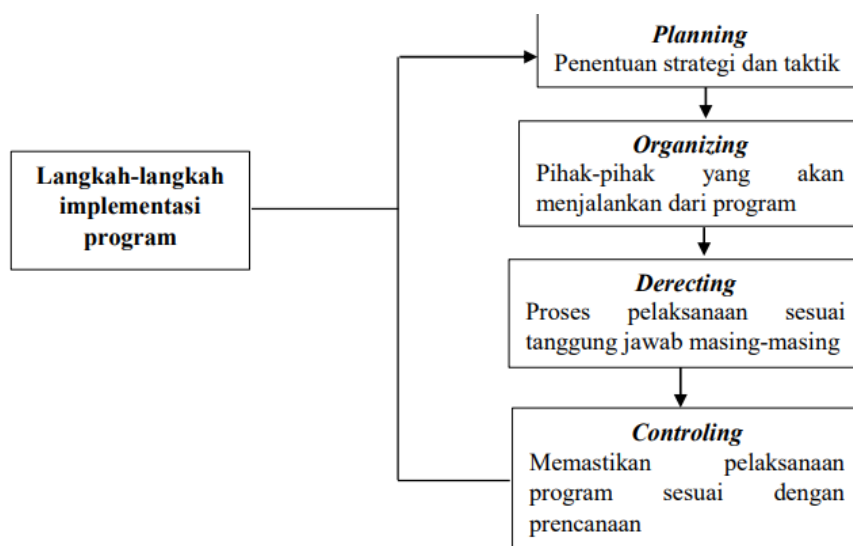 Langkah-langkah
implementasi
program
Planning
Penentuan strategi dan taktik
Organizing
Pihak-pihak yang akan
menjalankan dari program
Derecting
Proses pelaksanaan sesuai
tanggung jawab masing-masing
Controling
Memastikan pelaksanaan
program sesuai dengan
prencanaan